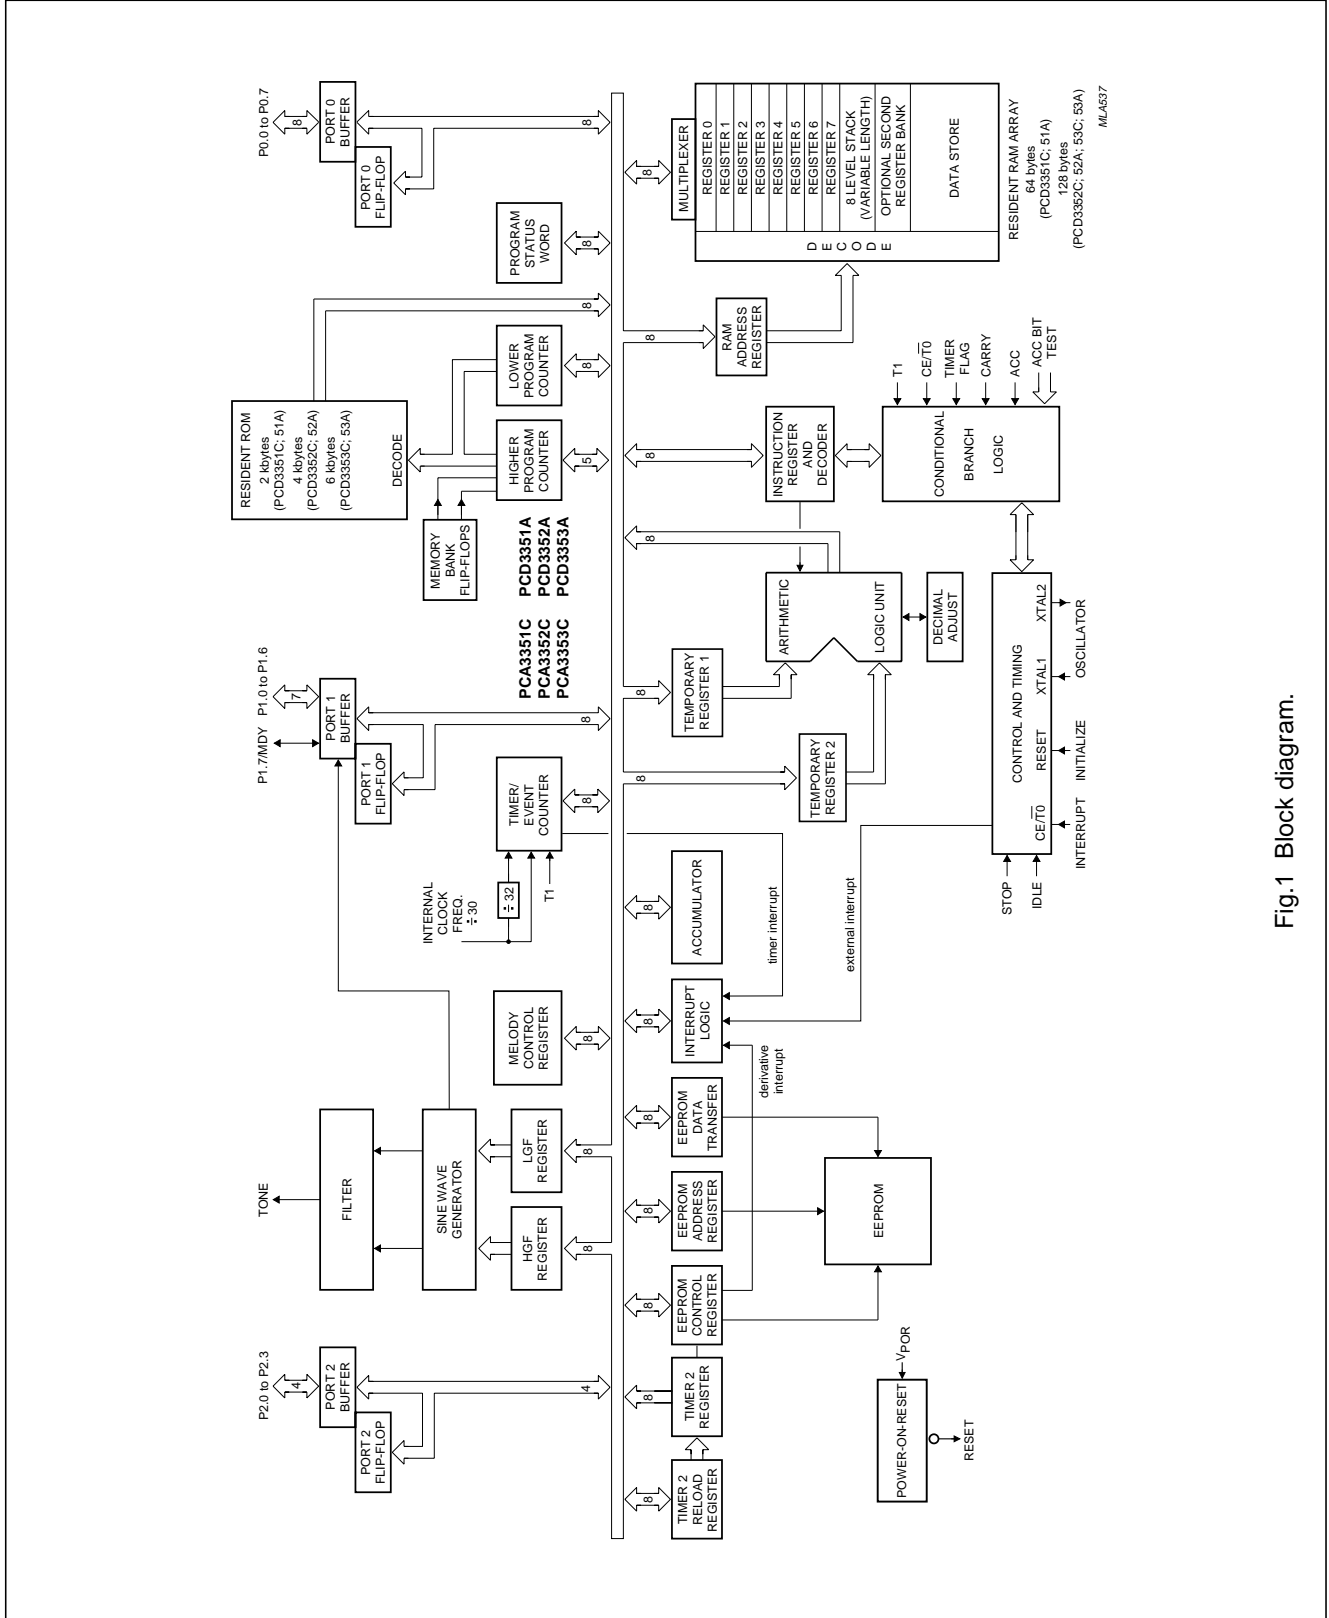 P2.0 to P2.3
4
PORT 2
BUFFER
PORT 2
FLIP-FLOP
4
TONE
FILTER
SINE WAVE
GENERATOR
HGF
REGISTER
8
LGF
REGISTER
8
MELODY
CONTROL
REGISTER
8
INTERNAL
CLOCK
FREQ.
÷ 30
÷ 32
T1
TIMER/
EVENT
COUNTER
8
P1.7/MDY
P1.0 to P1.6
7
PORT 1
BUFFER
PORT 1
FLIP-FLOP
8
PCA3351C PCD3351A
PCA3352C PCD3352A
PCA3353C PCD3353A
RESIDENT ROM
2 kbytes
(PCD3351C; 51A)
4 kbytes
(PCD3352C; 52A)
6 kbytes
(PCD3353C; 53A)
DECODE
MEMORY
BANK
FLIP-FLOPS
HIGHER
PROGRAM
COUNTER
5
LOWER
PROGRAM
COUNTER
8
8
PROGRAM
STATUS
WORD
8
P0.0 to P0.7
8
PORT 0
BUFFER
PORT 0
FLIP-FLOP
8
8
TIMER 2
RELOAD
REGISTER
8
TIMER 2
REGISTER
8
EEPROM
CONTROL
REGISTER
8
EEPROM
ADDRESS
REGISTER
8
EEPROM
DATA
TRANSFER
EEPROM
derivative
interrupt
8
INTERRUPT
LOGIC
timer interrupt
external interrupt
8
ACCUMULATOR
8
TEMPORARY
REGISTER 2
8
TEMPORARY
REGISTER 1
ARITHMETIC
LOGIC UNIT
DECIMAL
ADJUST
8
8
INSTRUCTION
REGISTER
AND
DECODER
8
RAM
ADDRESS
REGISTER
8
MULTIPLEXER
DECODE
REGISTER 0
REGISTER 1
REGISTER 2
REGISTER 3
REGISTER 4
REGISTER 5
REGISTER 6
REGISTER 7
8 LEVEL STACK
(VARIABLE LENGTH)
OPTIONAL SECOND
REGISTER BANK
DATA STORE
RESIDENT RAM ARRAY
64 bytes
(PCD3351C; 51A)
128 bytes
(PCD3352C; 52A; 53C; 53A)
MLA537
T1
CE/T0
TIMER
FLAG
CARRY
ACC
ACC BIT
TEST
CONDITIONAL
BRANCH
LOGIC
CONTROL AND TIMING
CE/T0
RESET
XTAL1
XTAL2
STOP
IDLE
INTERRUPT
INITIALIZE
OSCILLATOR
POWER-ON-RESET
VPOR
RESET
Fig.1 Block diagram.